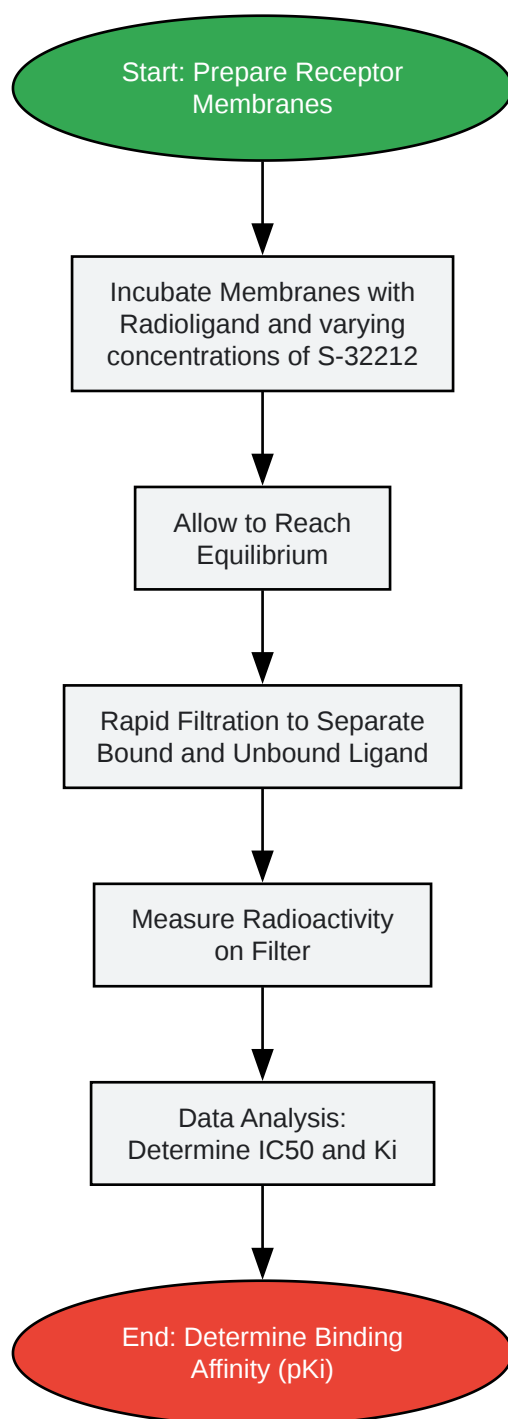 Start: Prepare Receptor
Membranes
Incubate Membranes with
Radioligand and varying
concentrations of S-32212
Allow to Reach
Equilibrium
Rapid Filtration to Separate
Bound and Unbound Ligand
Measure Radioactivity
on Filter
Data Analysis:
Determine IC50 and Ki
End: Determine Binding
Affinity (pKi)